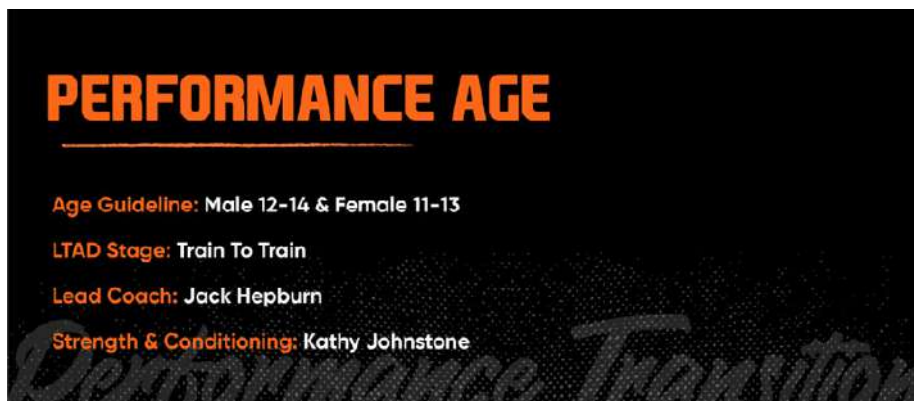 PERFORMANCE AGE
Age Guideline: Male 12-14 & Female 11-13
LTAD Stage: Train To Train
Lead Coach: Jack Hepburn
Strength & Conditioning: Kathy Johnstone
Performance Transition